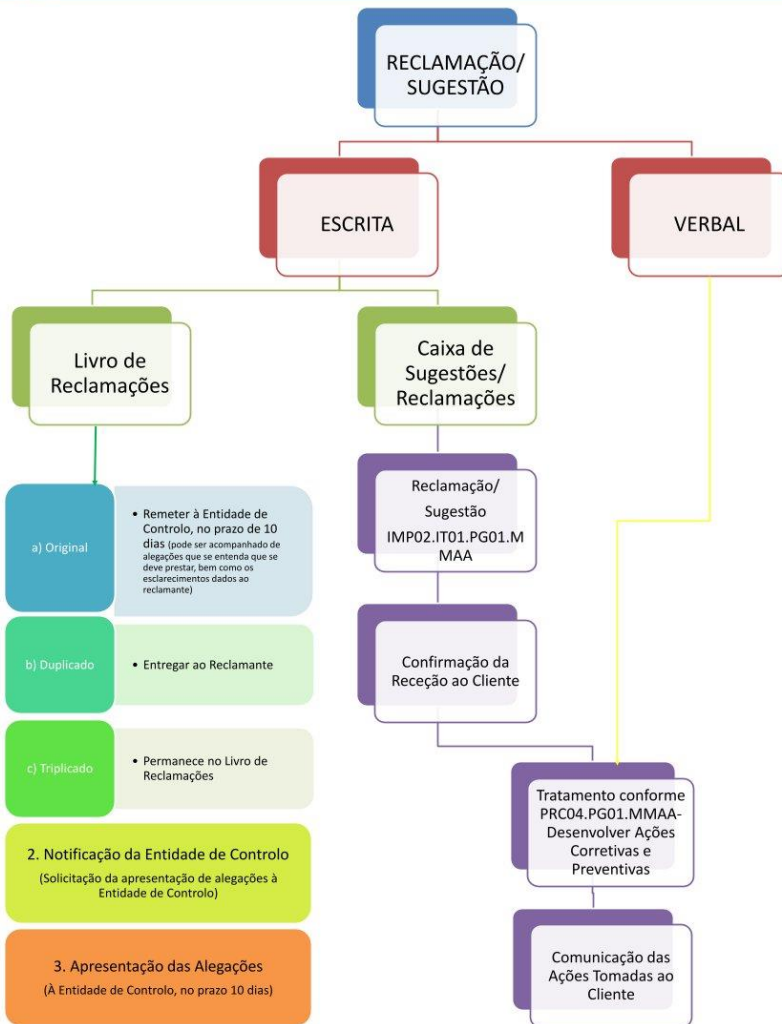 RECLAMAÇÃO/
SUGESTÃO
ESCRITA
VERBAL
Livro de
Reclamações
Caixa de
Sugestões/
Reclamações
a) Original
• Remeter à Entidade de
Controlo, no prazo de 10
dias (pode ser acompanhado de
alegações que se entenda que se
deve prestar, bem como os
esclarecimentos dados ao
reclamante)
b) Duplicado
• Entregar ao Reclamante
c) Triplicado
• Permanece no Livro de
Reclamações
2. Notificação da Entidade de Controlo
(Solicitação da apresentação de alegações à
Entidade de Controlo)
3. Apresentação das Alegações
(À Entidade de Controlo, no prazo 10 dias)
Reclamação/
Sugestão
IMP02.IT01.PG01.M
MAA
Confirmação da
Receção ao Cliente
Tratamento conforme
PRC04.PG01.MMAA-
Desenvolver Ações
Corretivas e
Preventivas
Comunicação das
Ações Tomadas ao
Cliente